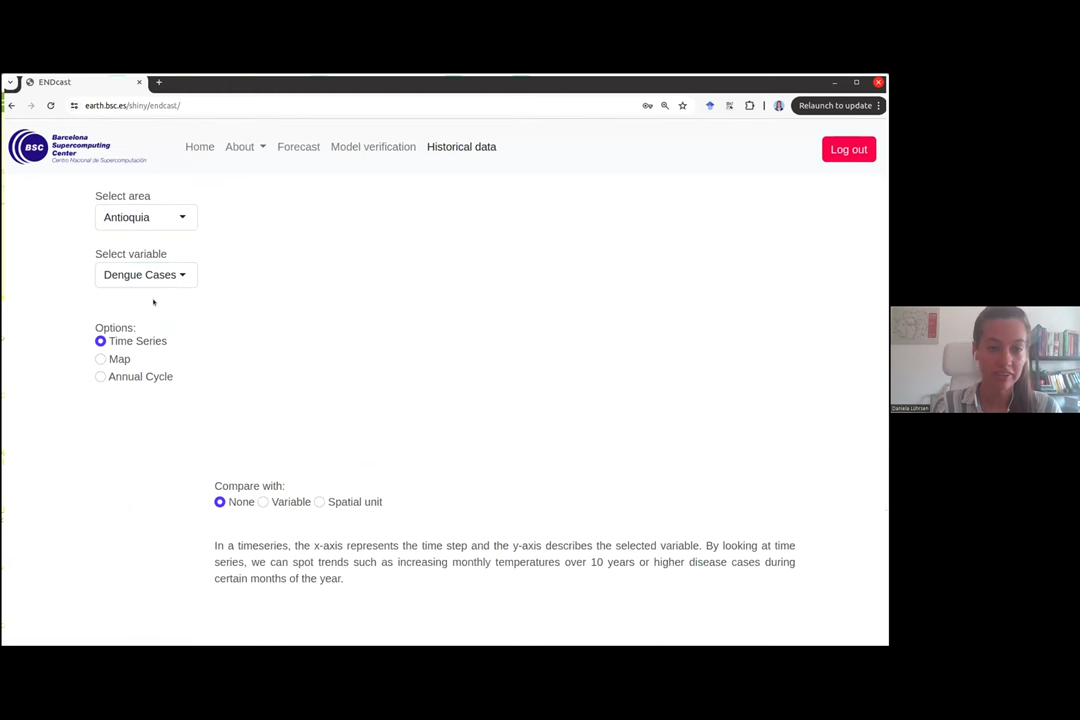 ENDcast
earth.bsc.es/shiny/endcast/
Relaunch to update
BSC
Barcelona
Supercomputing
Center
Centro Nacional de Supercomputación
Home
About
Forecast
Model verification
Historical data
Log out
Select area
Antioquia
Select variable
Dengue Cases
Options:
Time Series
Map
Annual Cycle
Compare with:
None
Variable
Spatial unit
In a timeseries, the x-axis represents the time step and the y-axis describes the selected variable. By looking at time
series, we can spot trends such as increasing monthly temperatures over 10 years or higher disease cases during
certain months of the year.
Daniela Lührsen